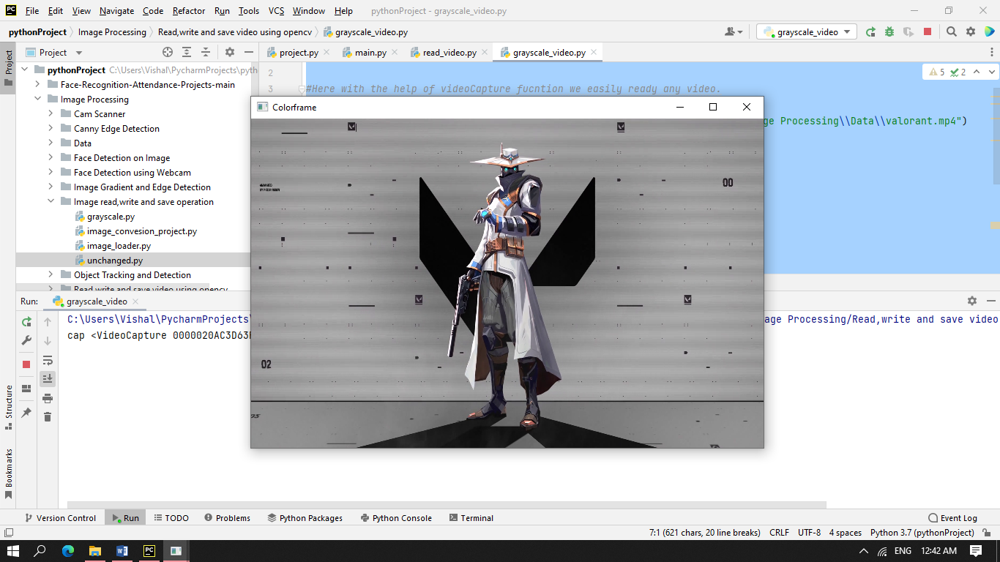 File Edit View Navigate Code Refactor Run Tools VCS Window Help pythonProject - grayscale_video.py
pythonProject Image Processing Read,write and save video using opencv grayscale_video.py grayscale_video
Project project.py main.py read_video.py grayscale_video.py
Project
pythonProject C:\Users\Vishal\PycharmProjects\pyth
Face-Recognition-Attendance-Projects-main
Image Processing
Cam Scanner
Canny Edge Detection
Data
Face Detection on Image
Face Detection using Webcam
Image Gradient and Edge Detection
Image read,write and save operation
grayscale.py
image_convesion_project.py
image_loader.py
unchanged.py
Object Tracking and Detection
Read,write and save video using opencv
2 5 2
3 #Here with the help of videoCapture fucntion we easily ready any video.
ge Processing\\Data\\valorant.mp4")
Colorframe
00
02
Run: grayscale_video
C:\Users\Vishal\PycharmProjects\ age Processing/Read,write and save video
cap <VideoCapture 0000020AC3D63
Structure
Bookmarks
Version Control Run TODO Problems Python Packages Python Console Terminal Event Log
7:1 (621 chars, 20 line breaks) CRLF UTF-8 4 spaces Python 3.7 (pythonProject)
ENG 12:42 AM